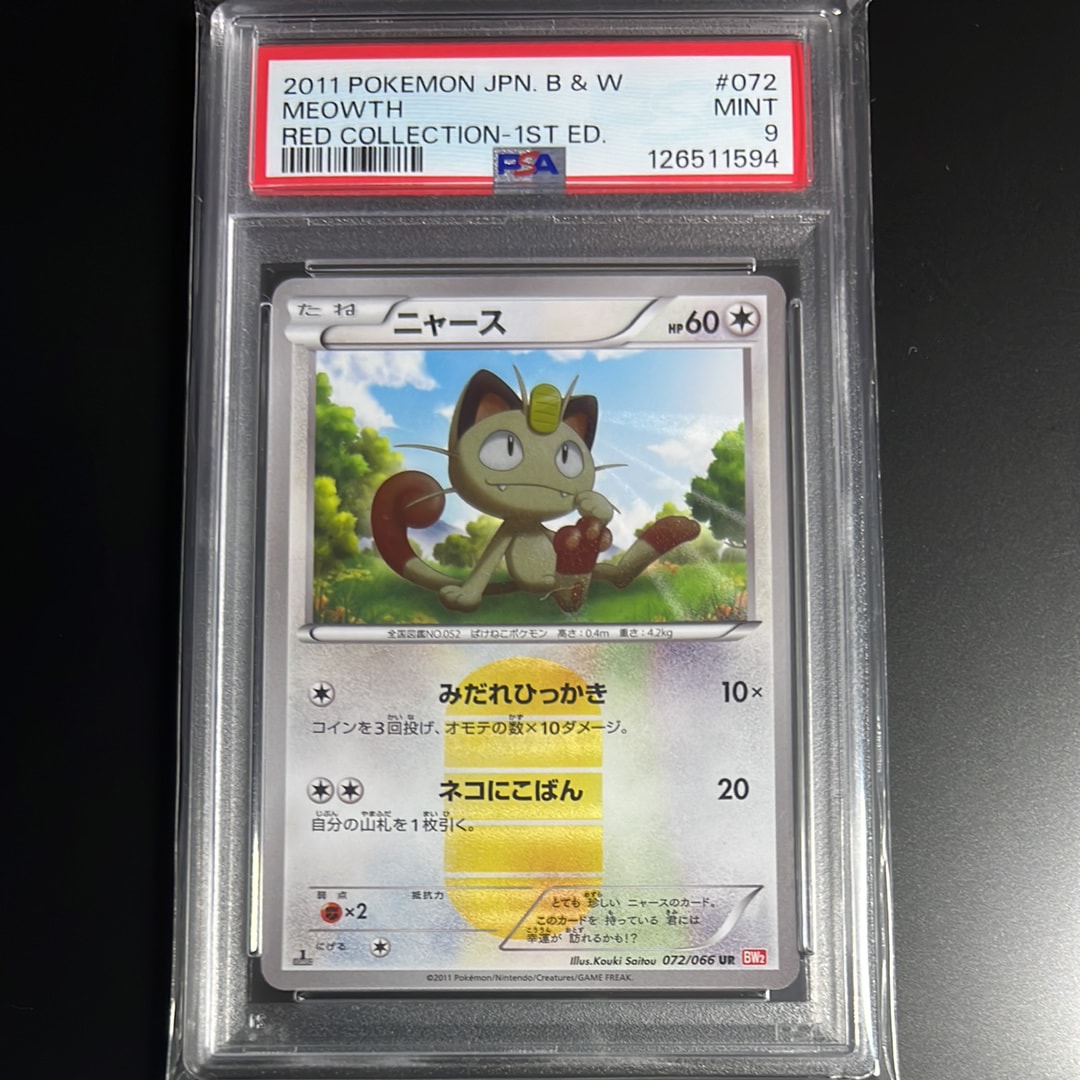 2011 POKEMON JPN. B & W #072
MEOWTH MINT
RED COLLECTION-1ST ED. 9
PSA 126511594
たね ニャース HP60
全国図鑑NO.052 ばけねこポケモン 高さ:0.4m 重さ:4.2kg
みだれひっかき 10×
コインを3回投げ、オモテの数×10ダメージ。
ネコにこばん 20
自分の山札を1枚引く。
弱点 抵抗力
×2
にげる
とても 珍しい ニャースのカード。
このカードを 持っている 君には
幸運が 訪れるかも!?
1
Illus.Kouki Saitou 072/066 UR BW2
©2011 Pokémon/Nintendo/Creatures/GAME FREAK.